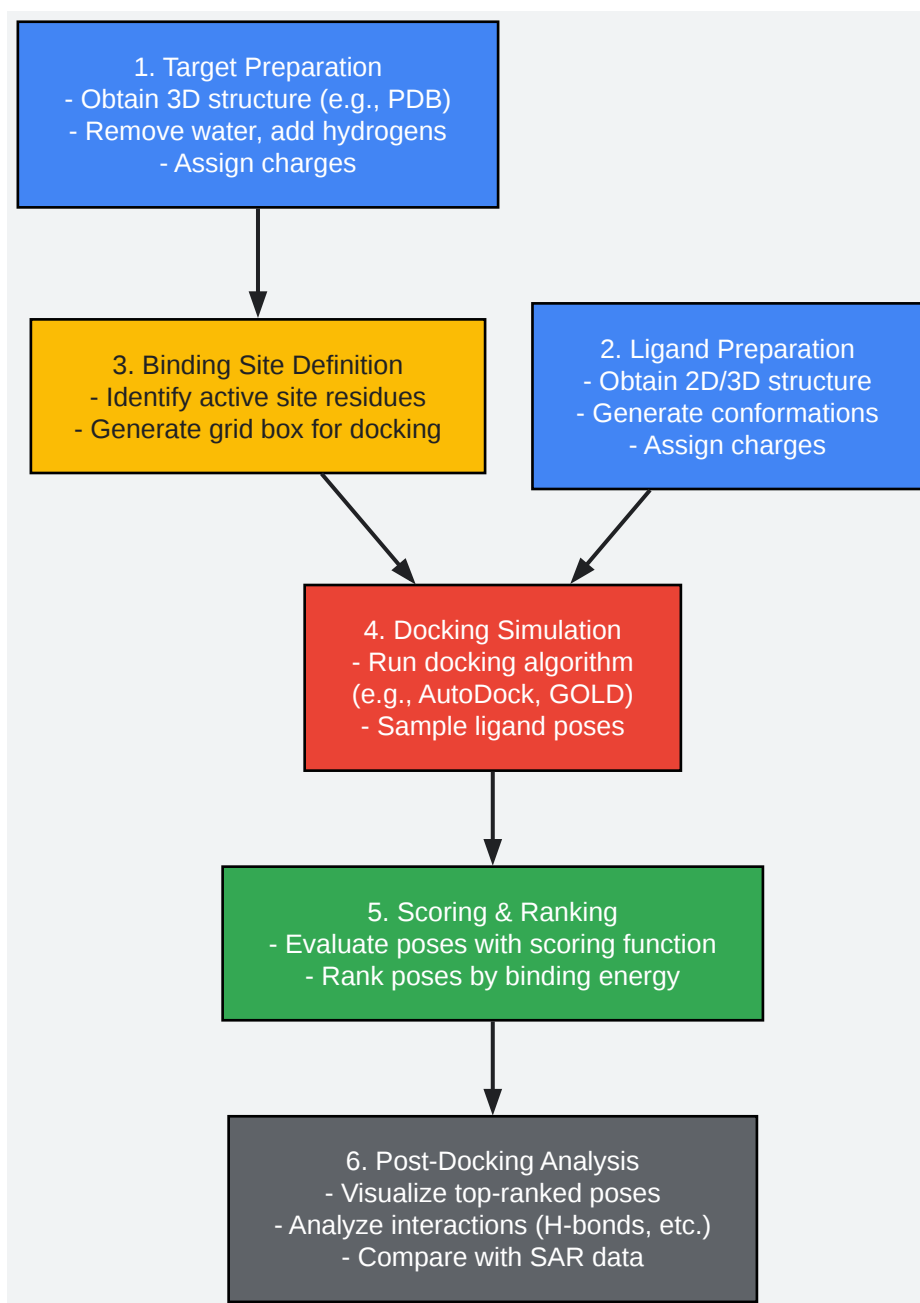 1. Target Preparation
- Obtain 3D structure (e.g., PDB)
- Remove water, add hydrogens
- Assign charges
3. Binding Site Definition
- Identify active site residues
- Generate grid box for docking
2. Ligand Preparation
- Obtain 2D/3D structure
- Generate conformations
- Assign charges
4. Docking Simulation
- Run docking algorithm
(e.g., AutoDock, GOLD)
- Sample ligand poses
5. Scoring & Ranking
- Evaluate poses with scoring function
- Rank poses by binding energy
6. Post-Docking Analysis
- Visualize top-ranked poses
- Analyze interactions (H-bonds, etc.)
- Compare with SAR data